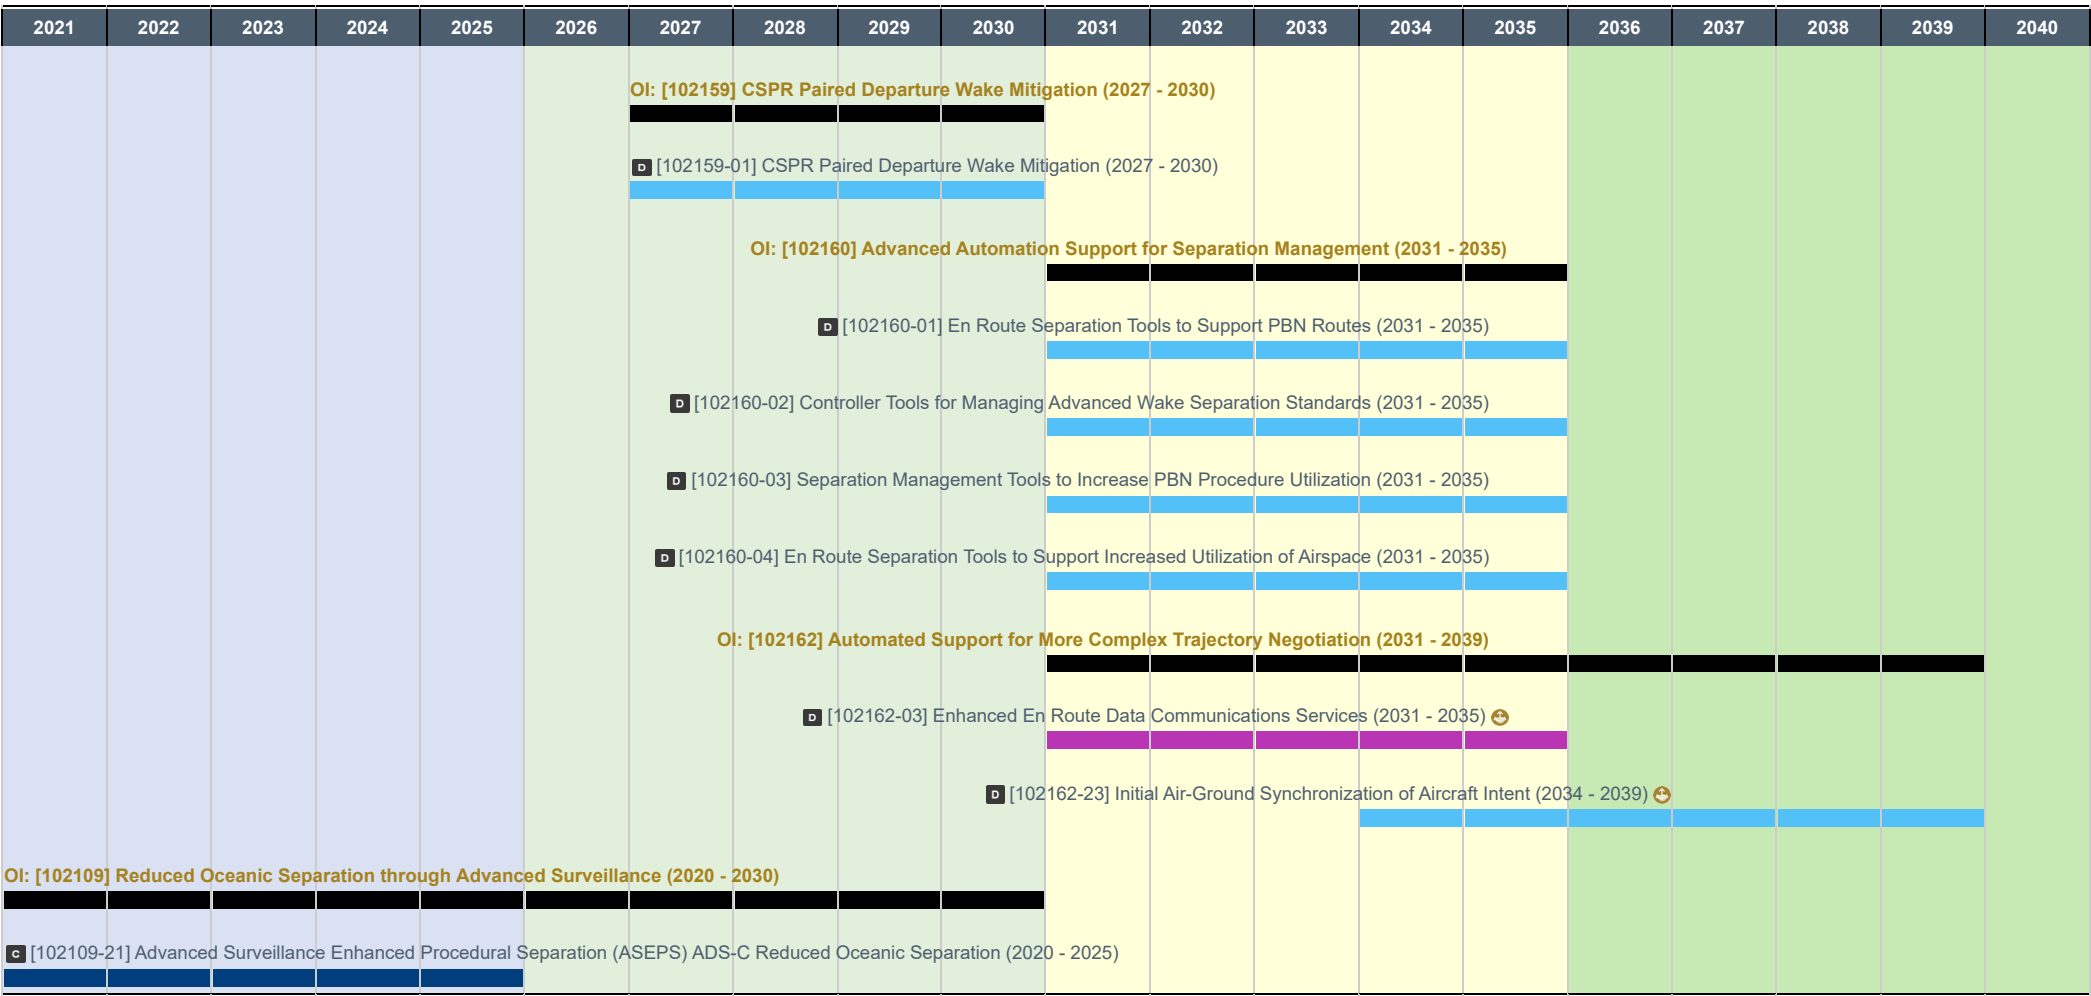 2021 2022 2023 2024 2025 2026 2027 2028 2029 2030 2031 2032 2033 2034 2035 2036 2037 2038 2039 2040
OI: [102159] CSPR Paired Departure Wake Mitigation (2027 - 2030)
D [102159-01] CSPR Paired Departure Wake Mitigation (2027 - 2030)
OI: [102160] Advanced Automation Support for Separation Management (2031 - 2035)
D [102160-01] En Route Separation Tools to Support PBN Routes (2031 - 2035)
D [102160-02] Controller Tools for Managing Advanced Wake Separation Standards (2031 - 2035)
D [102160-03] Separation Management Tools to Increase PBN Procedure Utilization (2031 - 2035)
D [102160-04] En Route Separation Tools to Support Increased Utilization of Airspace (2031 - 2035)
OI: [102162] Automated Support for More Complex Trajectory Negotiation (2031 - 2039)
D [102162-03] Enhanced En Route Data Communications Services (2031 - 2035)
D [102162-23] Initial Air-Ground Synchronization of Aircraft Intent (2034 - 2039)
OI: [102109] Reduced Oceanic Separation through Advanced Surveillance (2020 - 2030)
C [102109-21] Advanced Surveillance Enhanced Procedural Separation (ASEPS) ADS-C Reduced Oceanic Separation (2020 - 2025)